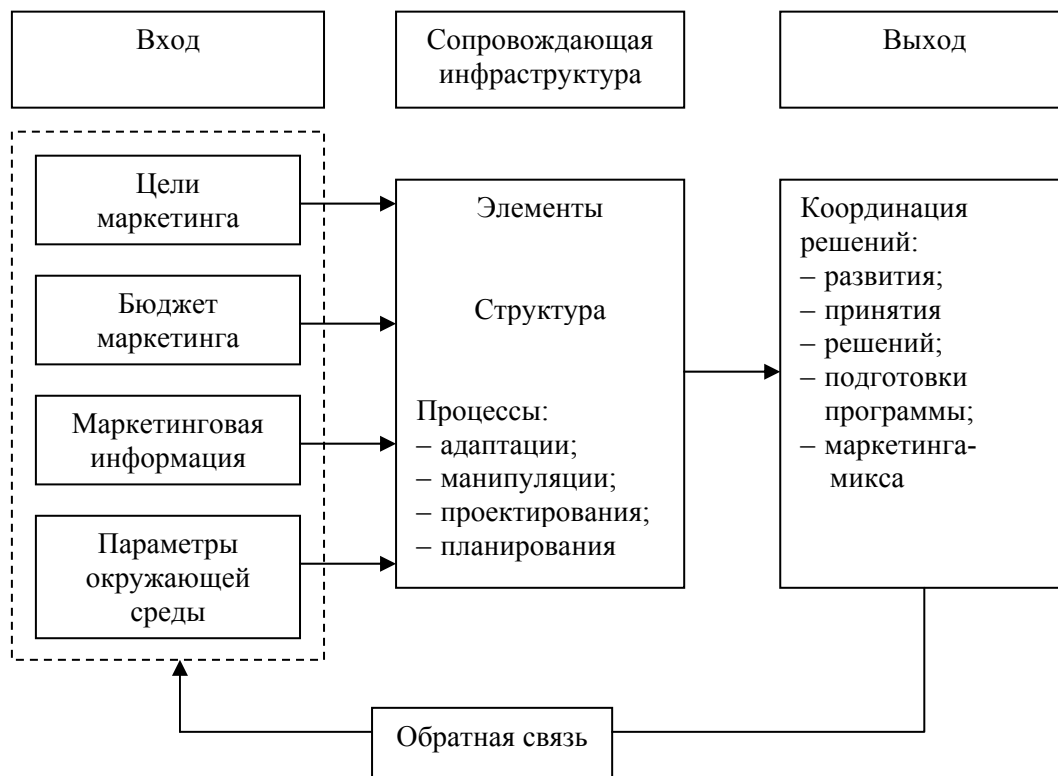 Вход
Сопровождающая
инфраструктура
Выход
Цели
маркетинга
Бюджет
маркетинга
Маркетинговая
информация
Параметры
окружающей
среды
Элементы
Структура
Процессы:
– адаптации;
– манипуляции;
– проектирования;
– планирования
Координация
решений:
– развития;
– принятия
– решений;
– подготовки
программы;
– маркетинга-
микса
Обратная связь